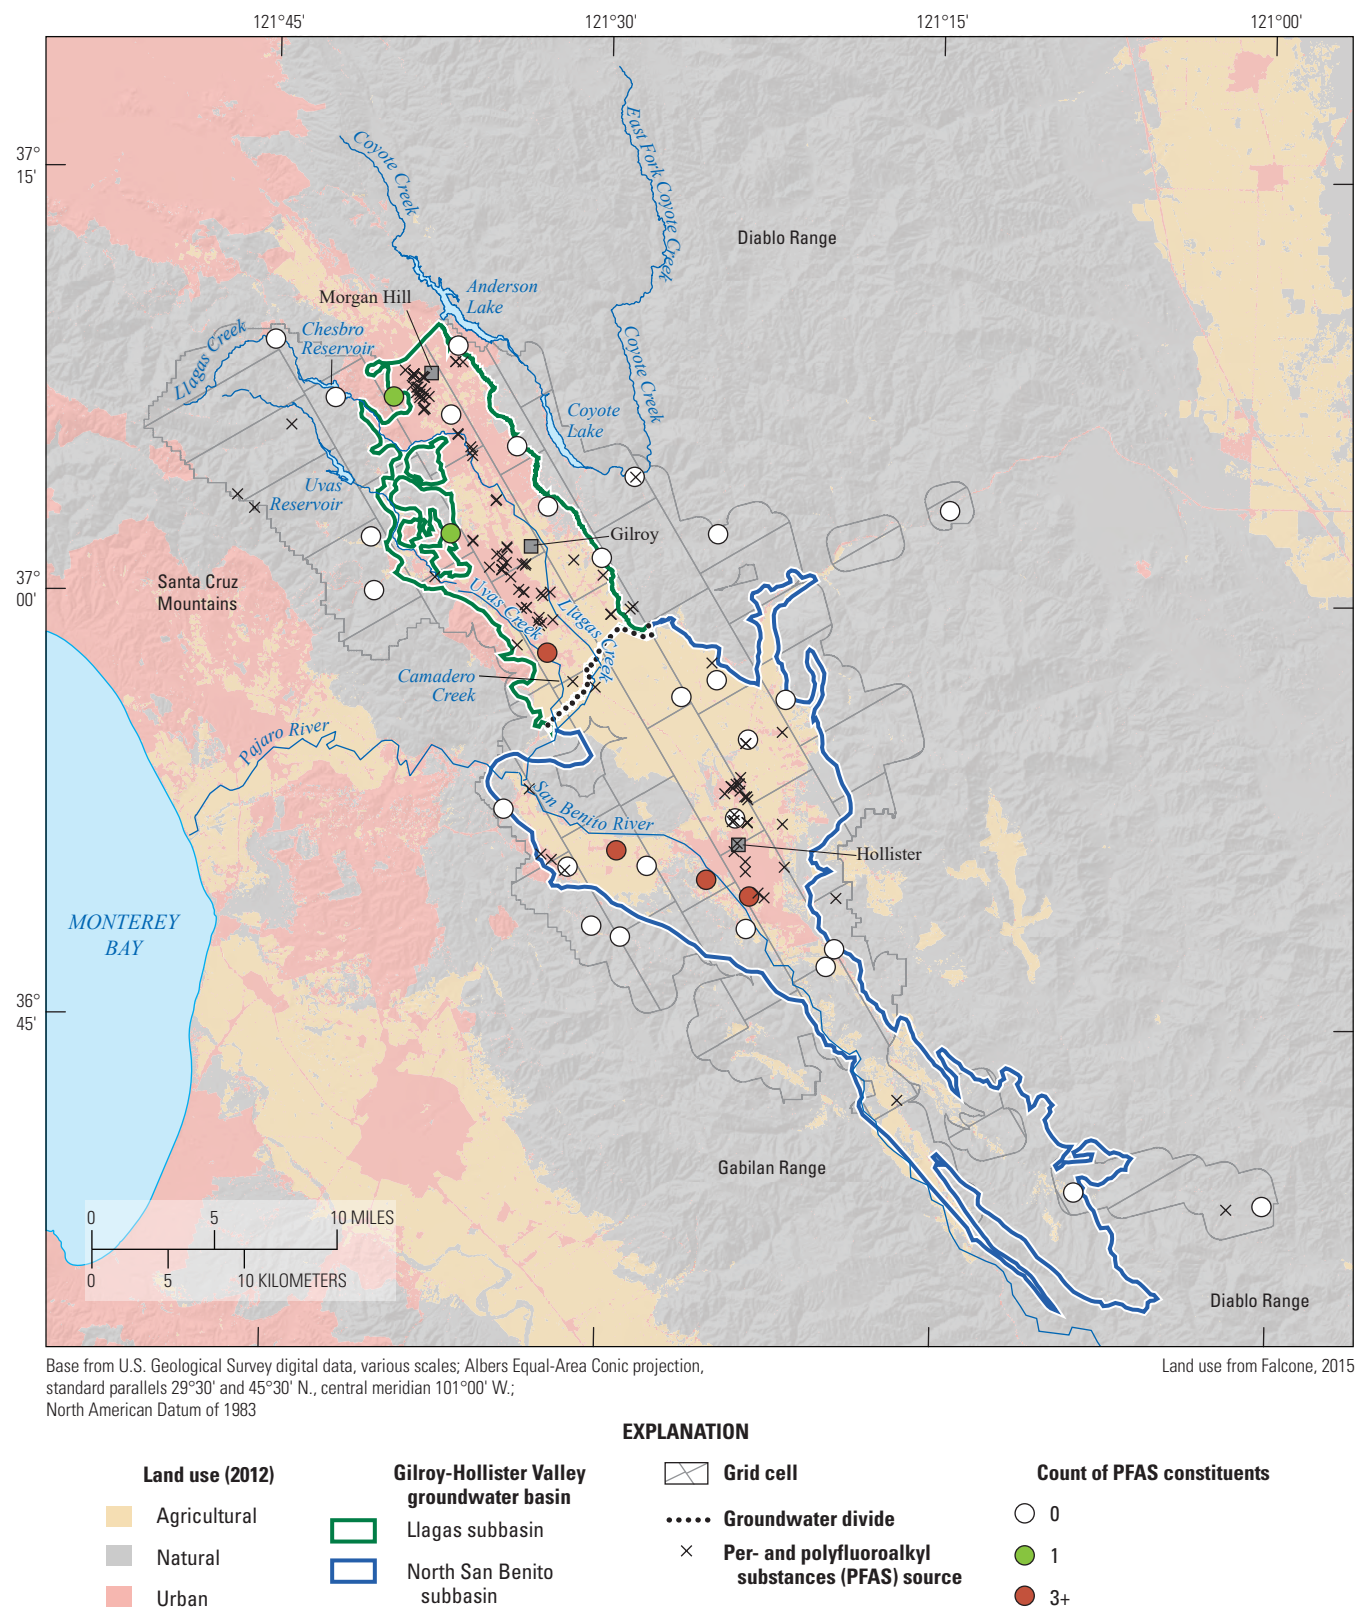 121°45'
121°30'
121°15'
121°00'
37°
15'
Coyote Creek
East Fork Coyote Creek
Diablo Range
Anderson
Lake
Morgan Hill
Chesbro
Reservoir
Llagas Creek
Coyote Creek
Coyote
Lake
Uvas
Reservoir
Gilroy
37°
00'
Santa Cruz
Mountains
Uvas Creek
Llagas Creek
Camadero
Creek
Pajaro River
San Benito River
Hollister
MONTEREY
BAY
36°
45'
Gabilan Range
0 5 10 MILES
0 5 10 KILOMETERS
Diablo Range
Base from U.S. Geological Survey digital data, various scales; Albers Equal-Area Conic projection,
standard parallels 29°30' and 45°30' N., central meridian 101°00' W.;
North American Datum of 1983
Land use from Falcone, 2015
EXPLANATION
Land use (2012)
Agricultural
Natural
Urban
Gilroy-Hollister Valley
groundwater basin
Llagas subbasin
North San Benito
subbasin
Grid cell
Groundwater divide
Per- and polyfluoroalkyl
substances (PFAS) source
Count of PFAS constituents
0
1
3+